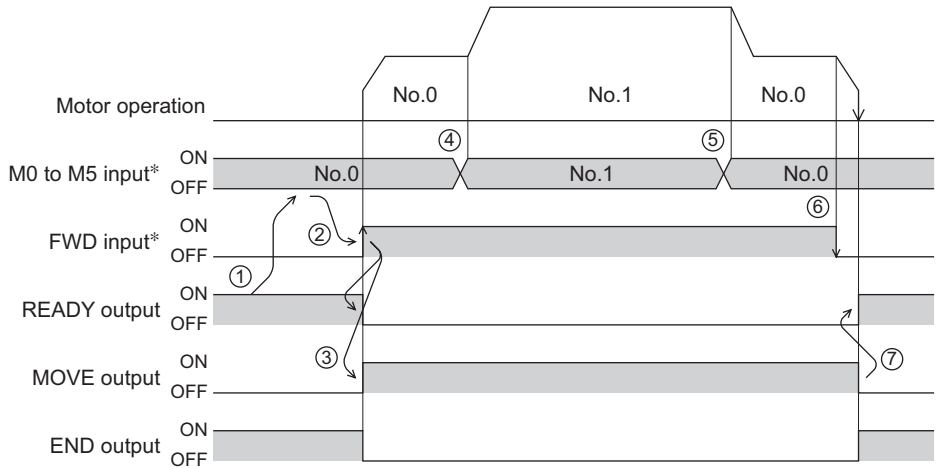 Motor operation
No.0
No.1
No.0
M0 to M5 input*
ON
OFF
No.0
④
No.1
⑤
No.0
FWD input*
ON
OFF
①
②
⑥
READY output
ON
OFF
MOVE output
ON
OFF
③
⑦
END output
ON
OFF